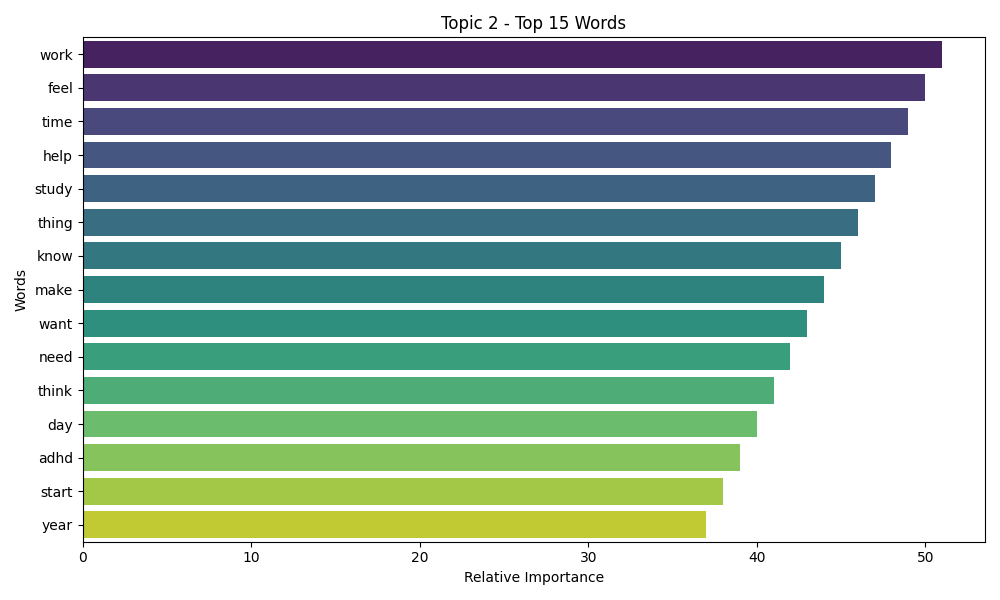 Topic 2 - Top 15 Words
work
feel
time
help
study
thing
know
make
want
need
think
day
adhd
start
year
Words
0 10 20 30 40 50
Relative Importance